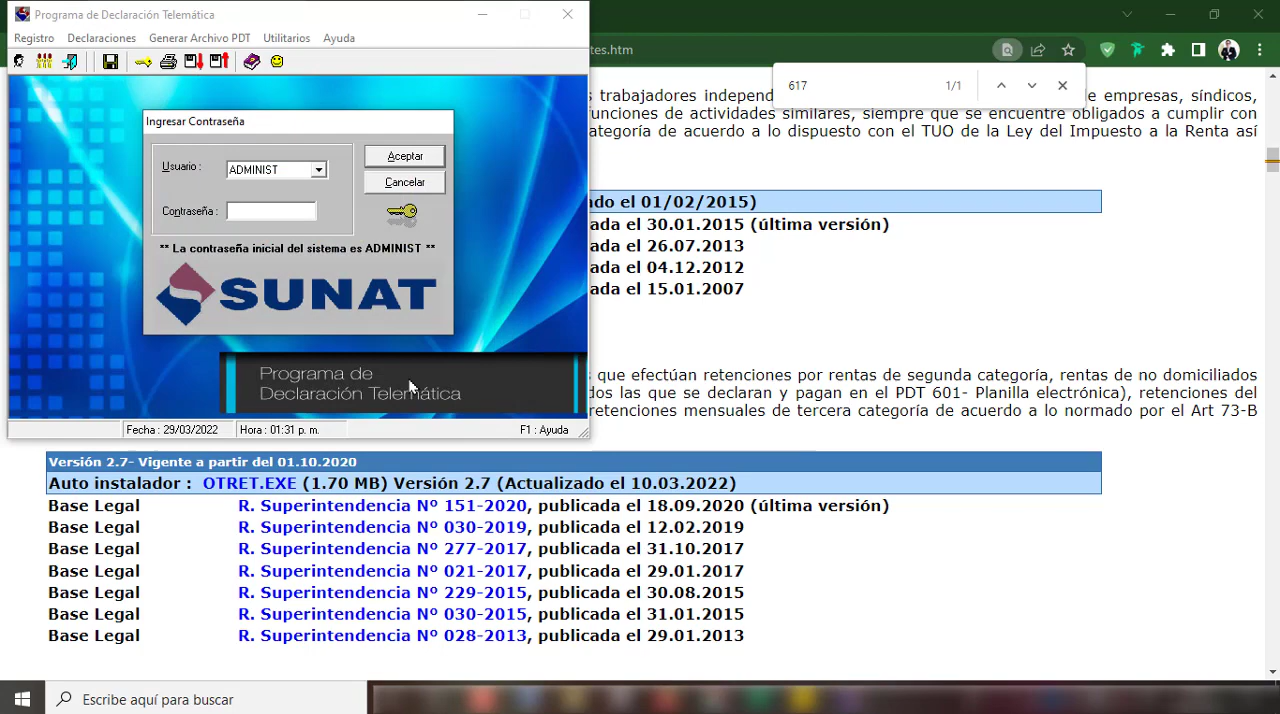 Programa de Declaración Telemática
Registro Declaraciones Generar Archivo PDT Utilitarios Ayuda
Ingresar Contraseña
Usuario : ADMINIST
Contraseña :
Aceptar
Cancelar
** La contraseña inicial del sistema es ADMINIST **
SUNAT
Programa de
Declaración Telemática
Fecha : 29/03/2022 Hora : 01:31 p. m. F1 : Ayuda
tes.htm
617 1/1
s trabajadores independ e empresas, síndicos,
funciones de actividades similares, siempre que se encuentre obligados a cumplir con
ategoría de acuerdo a lo dispuesto con el TUO de la Ley del Impuesto a la Renta así
do el 01/02/2015)
ada el 30.01.2015 (última versión)
ada el 26.07.2013
ada el 04.12.2012
ada el 15.01.2007
s que efectúan retenciones por rentas de segunda categoría, rentas de no domiciliados
dos las que se declaran y pagan en el PDT 601- Planilla electrónica), retenciones del
retenciones mensuales de tercera categoría de acuerdo a lo normado por el Art 73-B
Versión 2.7- Vigente a partir del 01.10.2020
Auto instalador : OTRET.EXE (1.70 MB) Versión 2.7 (Actualizado el 10.03.2022)
Base Legal R. Superintendencia Nº 151-2020, publicada el 18.09.2020 (última versión)
Base Legal R. Superintendencia Nº 030-2019, publicada el 12.02.2019
Base Legal R. Superintendencia Nº 277-2017, publicada el 31.10.2017
Base Legal R. Superintendencia Nº 021-2017, publicada el 29.01.2017
Base Legal R. Superintendencia Nº 229-2015, publicada el 30.08.2015
Base Legal R. Superintendencia Nº 030-2015, publicada el 31.01.2015
Base Legal R. Superintendencia Nº 028-2013, publicada el 29.01.2013
Escribe aquí para buscar